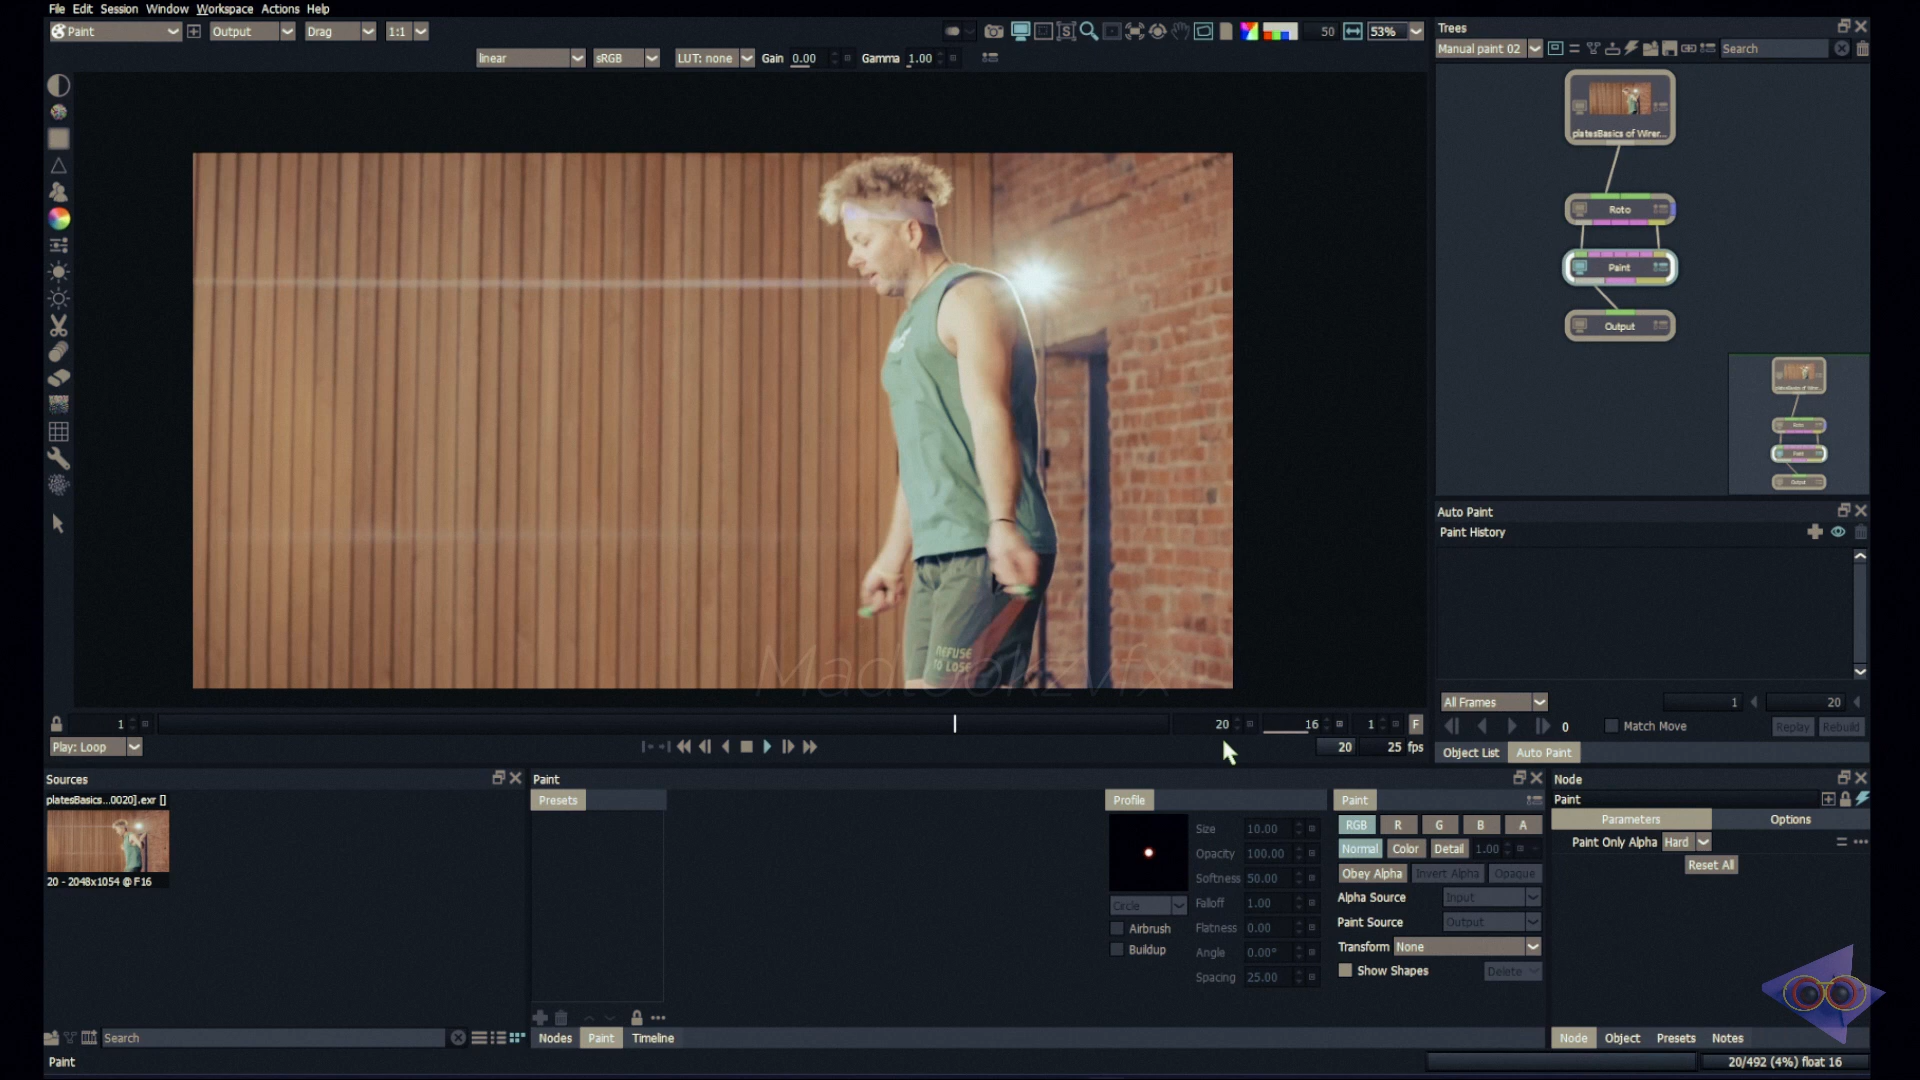 File Edit Session Window Workspace Actions Help
Paint Output Drag 1:1 50 53%
linear sRGB LUT: none Gain 0.00 Gamma 1.00
Trees
Manual paint 02 Search
platesBasics of Wirer...
Roto
Paint
Output
REFUSE
TO LOSE
Madlookzvfx
Auto Paint
Paint History
All Frames 1 20
0 Match Move Replay Rebuild
Object List Auto Paint
1 20 16 1 F
Play: Loop 20 25 fps
Sources
platesBasics...0020].exr []
20 - 2048x1054 @ F16
Search
Paint
Presets
Nodes Paint Timeline
Profile
Size 10.00
Opacity 100.00
Softness 50.00
Circle Falloff 1.00
Airbrush Flatness 0.00
Buildup Angle 0.00°
Spacing 25.00
Paint
RGB R G B A
Normal Color Detail 1.00
Obey Alpha Invert Alpha Opaque
Alpha Source Input
Paint Source Output
Transform None
Show Shapes Delete
Node
Paint
Parameters Options
Paint Only Alpha Hard
Reset All
Node Object Presets Notes
Paint 20/492 (4%) float 16